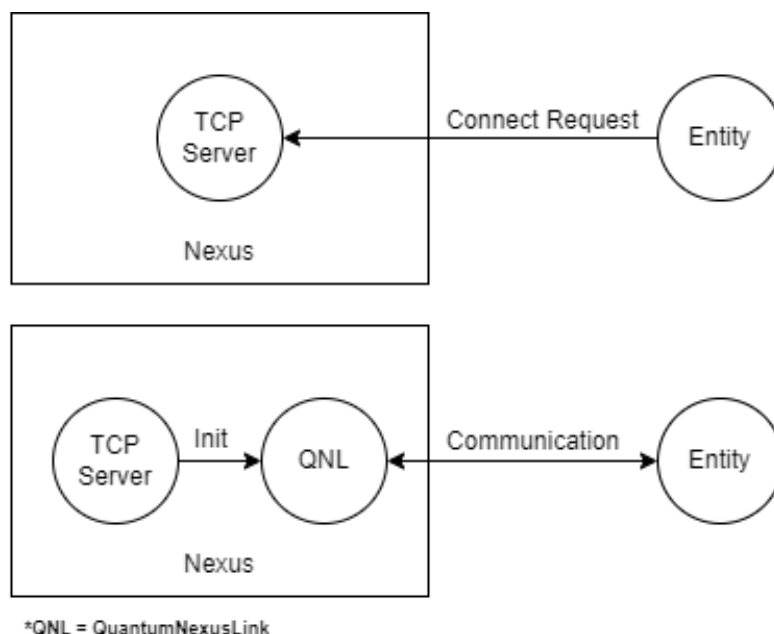 TCP
Server
Connect Request
Entity
Nexus
TCP
Server
Init
QNL
Communication
Entity
Nexus
*QNL = QuantumNexusLink